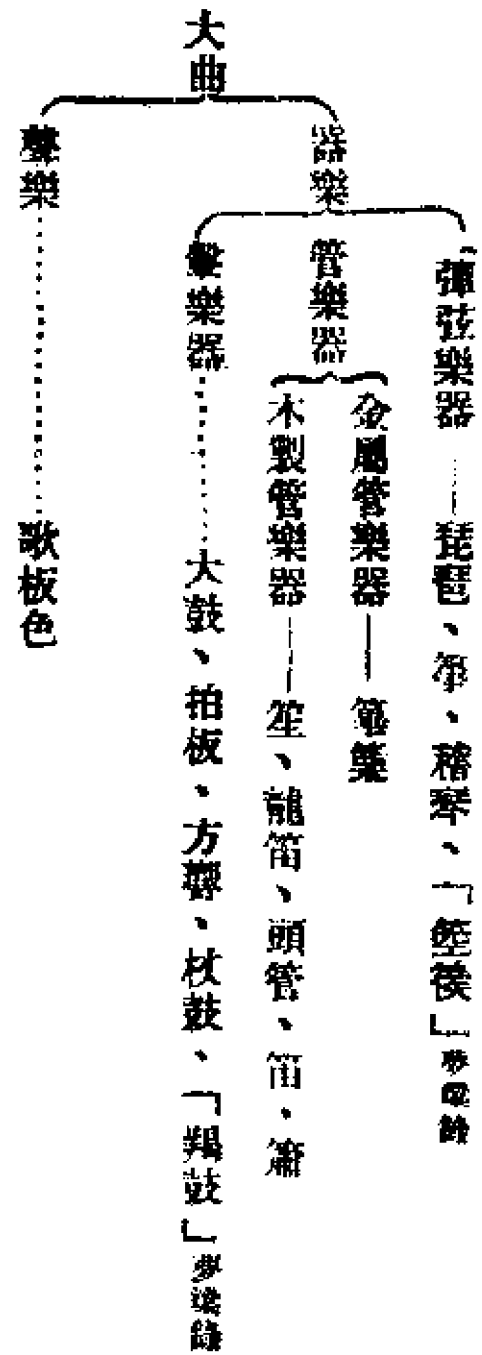 大曲
器樂
彈弦樂器——琵琶、箏、嵇琴、「箜篌」夢粱錄
管樂器
金屬管樂器——篳篥
木製管樂器——笙、龍笛、頭管、笛、簫
擊樂器………大鼓、拍板、方響、杖鼓、「羯鼓」夢粱錄
聲樂………………歌板色